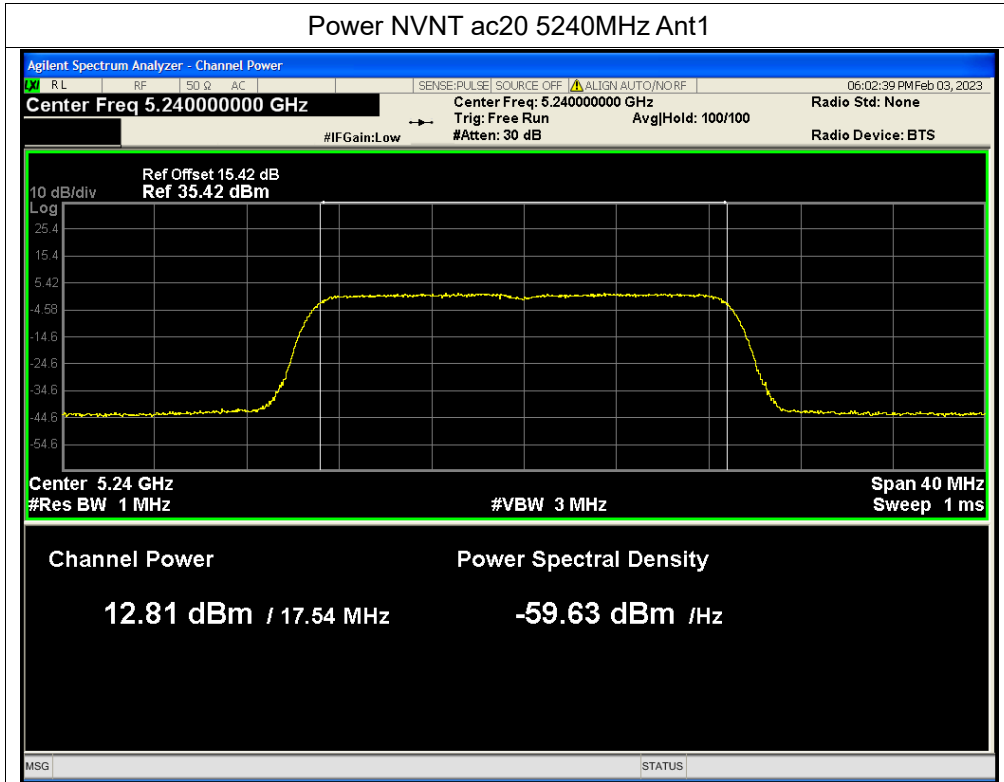 Power NVNT ac20 5240MHz Ant1
Agilent Spectrum Analyzer - Channel Power
LXI RL RF 50 Ω AC SENSE:PULSE SOURCE OFF ALIGN AUTO/NORF 06:02:39 PM Feb 03, 2023
Center Freq 5.240000000 GHz Center Freq: 5.240000000 GHz Radio Std: None
Trig: Free Run Avg|Hold: 100/100
#IFGain:Low #Atten: 30 dB Radio Device: BTS
Ref Offset 15.42 dB
10 dB/div Ref 35.42 dBm
Log
25.4
15.4
5.42
-4.58
-14.6
-24.6
-34.6
-44.6
-54.6
Center 5.24 GHz Span 40 MHz
#Res BW 1 MHz #VBW 3 MHz Sweep 1 ms
Channel Power Power Spectral Density
12.81 dBm / 17.54 MHz -59.63 dBm /Hz
MSG STATUS